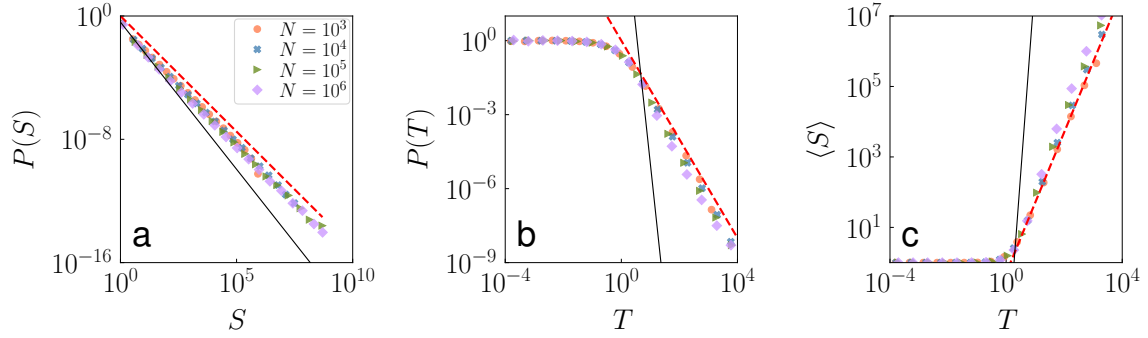 10^0
10^-8
10^-16
P(S)
10^0
10^5
10^10
S
N = 10^3
N = 10^4
N = 10^5
N = 10^6
a
10^0
10^-3
10^-6
10^-9
P(T)
10^-4
10^0
10^4
T
b
10^7
10^5
10^3
10^1
⟨S⟩
10^-4
10^0
10^4
T
c